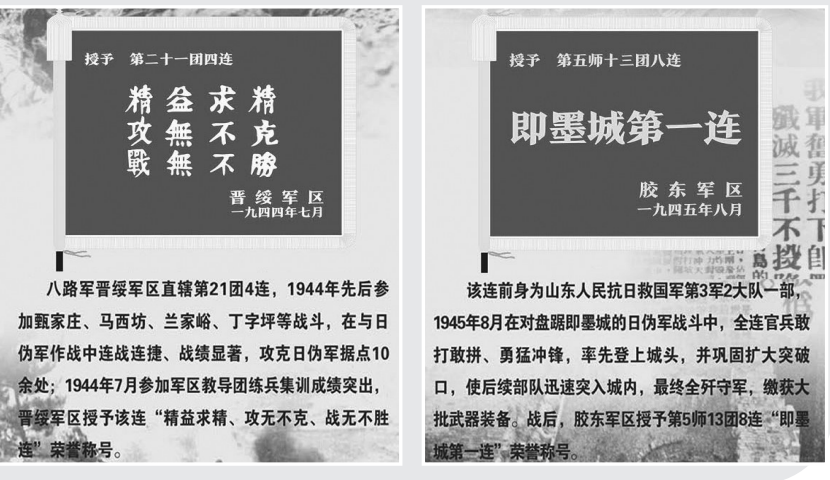 授予 第二十一团四连
精益求精
攻無不克
戰無不勝
晋绥军区
一九四四年七月
八路军晋绥军区直辖第21团4连，1944年先后参
加甄家庄、马西坊、兰家峪、丁字坪等战斗，在与日
伪军作战中连战连捷、战绩显著，攻克日伪军据点10
余处；1944年7月参加军区教导团练兵集训成绩突出，
晋绥军区授予该连“精益求精、攻无不克、战无不胜
连”荣誉称号。
授予 第五师十三团八连
即墨城第一连
胶东军区
一九四五年八月
我軍奮勇打下即墨
殲滅三千不投降
该连前身为山东人民抗日救国军第3军2大队一部，
1945年8月在对盘踞即墨城的日伪军战斗中，全连官兵敢
打敢拼、勇猛冲锋，率先登上城头，并巩固扩大突破
口，使后续部队迅速突入城内，最终全歼守军，缴获大
批武器装备。战后，胶东军区授予第5师13团8连“即墨
城第一连”荣誉称号。